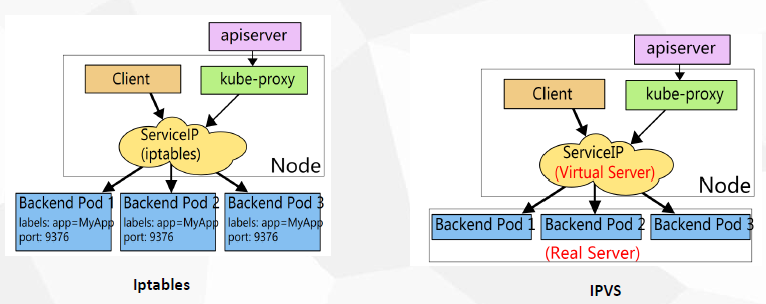 apiserver
Client
kube-proxy
ServiceIP
(iptables)
Node
Backend Pod 1
labels: app=MyApp
port: 9376
Backend Pod 2
labels: app=MyApp
port: 9376
Backend Pod 3
labels: app=MyApp
port: 9376
Iptables
apiserver
Client
kube-proxy
ServiceIP
(Virtual Server)
Node
Backend Pod 1
Backend Pod 2
Backend Pod 3
(Real Server)
IPVS